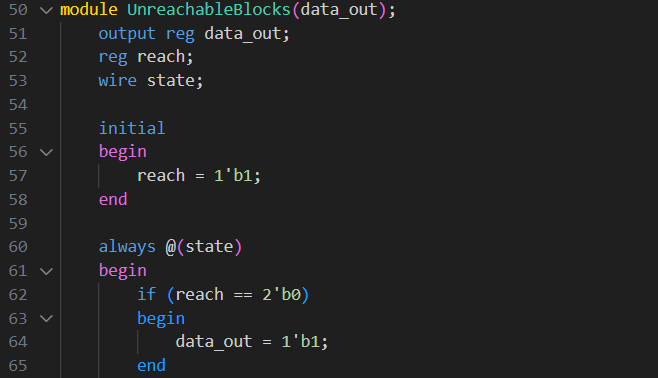 50 module UnreachableBlocks(data_out);
51 output reg data_out;
52 reg reach;
53 wire state;
54
55 initial
56 begin
57 reach = 1'b1;
58 end
59
60 always @(state)
61 begin
62 if (reach == 2'b0)
63 begin
64 data_out = 1'b1;
65 end